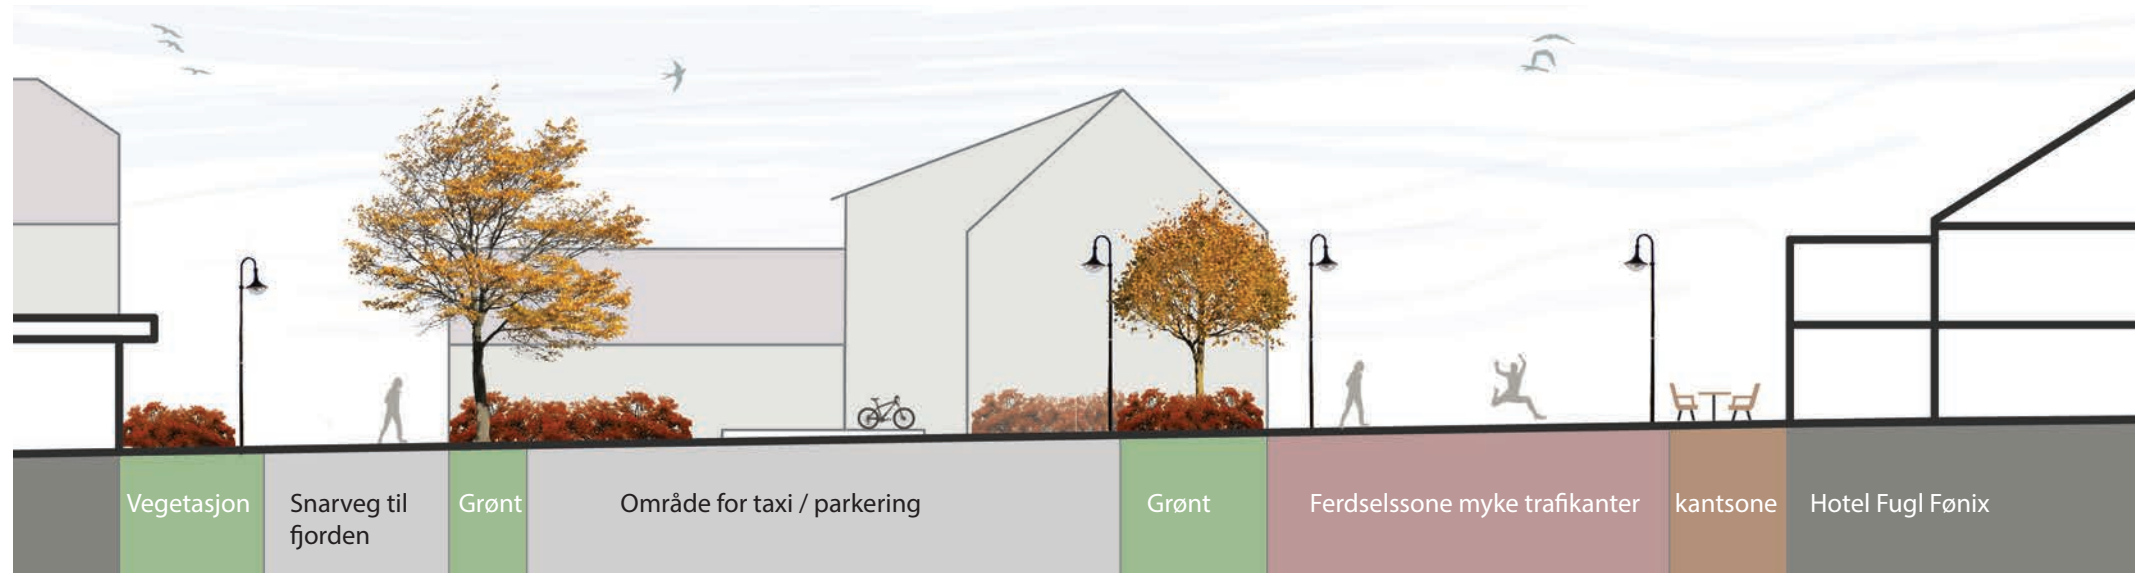 Vegetasjon
Snarveg til
fjorden
Grønt
Område for taxi / parkering
Grønt
Ferdselssone myke trafikanter
kantsone
Hotel Fugl Fønix